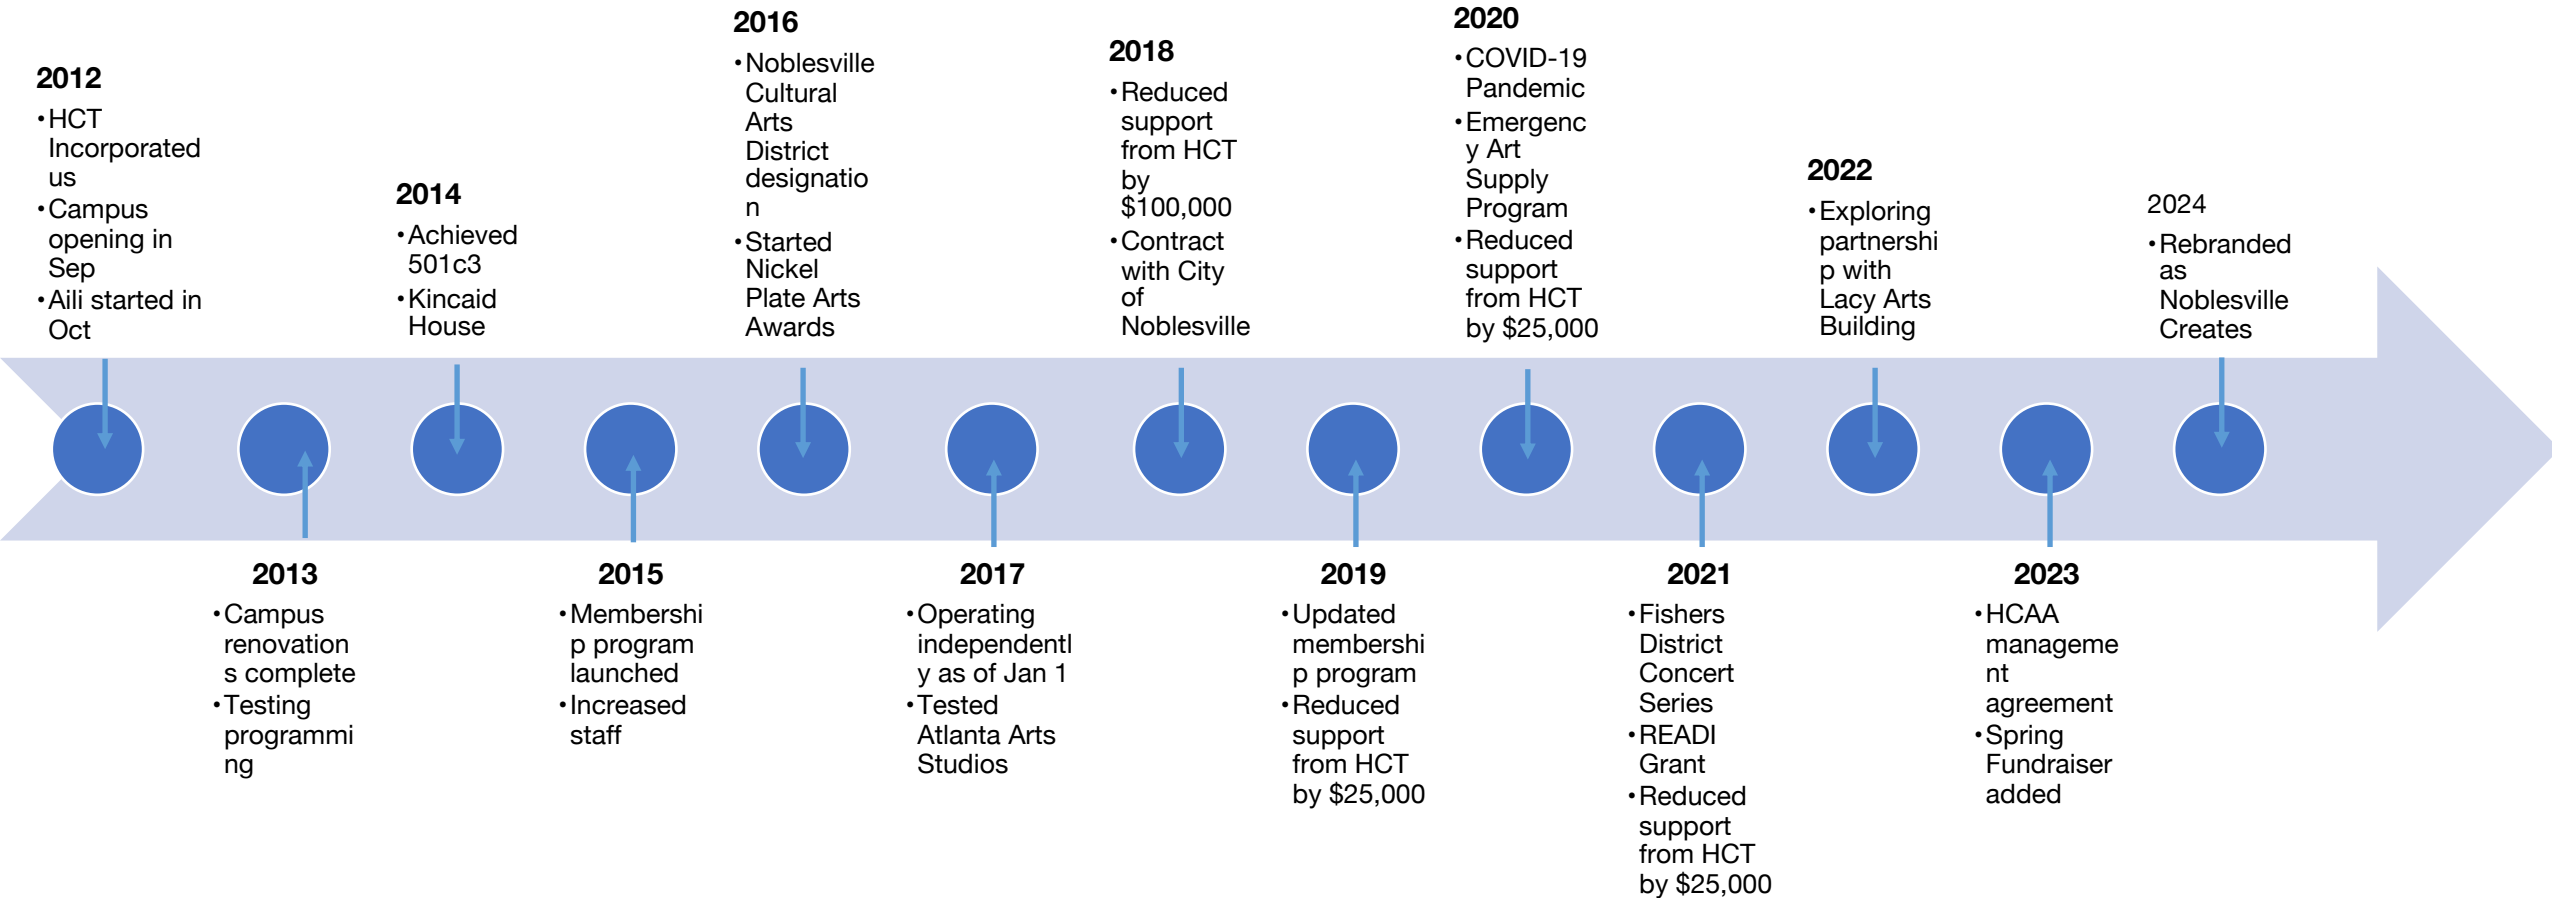 2012
•HCT
Incorporated
us
•Campus
opening in
Sep
•Aili started in
Oct
2013
•Campus
renovation
s complete
•Testing
programmi
ng
2014
•Achieved
501c3
•Kincaid
House
2015
•Membershi
p program
launched
•Increased
staff
2016
•Noblesville
Cultural
Arts
District
designatio
n
•Started
Nickel
Plate Arts
Awards
2017
•Operating
independentl
y as of Jan 1
•Tested
Atlanta Arts
Studios
2018
•Reduced
support
from HCT
by
$100,000
•Contract
with City
of
Noblesville
2019
•Updated
membershi
p program
•Reduced
support
from HCT
by $25,000
2020
•COVID-19
Pandemic
•Emergenc
y Art
Supply
Program
•Reduced
support
from HCT
by $25,000
2021
•Fishers
District
Concert
Series
•READI
Grant
•Reduced
support
from HCT
by $25,000
2022
•Exploring
partnershi
p with
Lacy Arts
Building
2023
•HCAA
manageme
nt
agreement
•Spring
Fundraiser
added
2024
•Rebranded
as
Noblesville
Creates